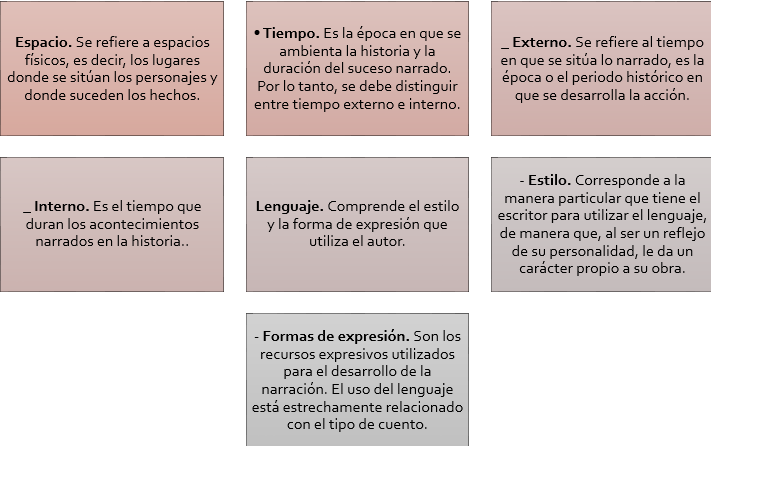 Espacio. Se refiere a espacios
físicos, es decir, los lugares
donde se sitúan los personajes y
donde suceden los hechos.
• Tiempo. Es la época en que se
ambienta la historia y la
duración del suceso narrado.
Por lo tanto, se debe distinguir
entre tiempo externo e interno.
_ Externo. Se refiere al tiempo
en que se sitúa lo narrado, es la
época o el periodo histórico en
que se desarrolla la acción.
_ Interno. Es el tiempo que
duran los acontecimientos
narrados en la historia..
Lenguaje. Comprende el estilo
y la forma de expresión que
utiliza el autor.
- Estilo. Corresponde a la
manera particular que tiene el
escritor para utilizar el lenguaje,
de manera que, al ser un reflejo
de su personalidad, le da un
carácter propio a su obra.
- Formas de expresión. Son los
recursos expresivos utilizados
para el desarrollo de la
narración. El uso del lenguaje
está estrechamente relacionado
con el tipo de cuento.